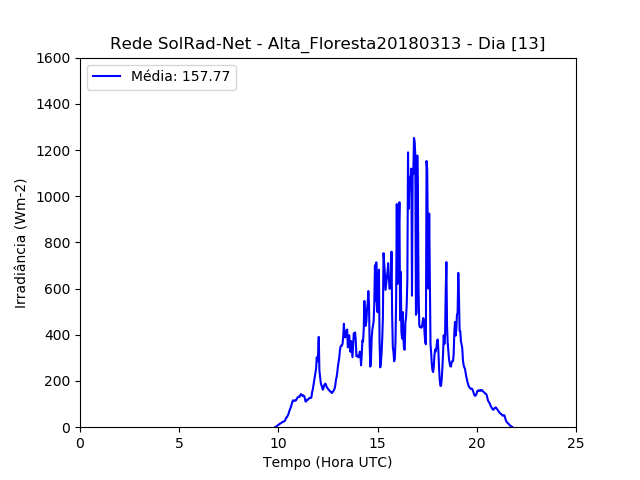 Rede SolRad-Net - Alta_Floresta20180313 - Dia [13]
Média: 157.77
1600
1400
1200
1000
800
600
400
200
0
Irradiância (Wm-2)
0 5 10 15 20 25
Tempo (Hora UTC)